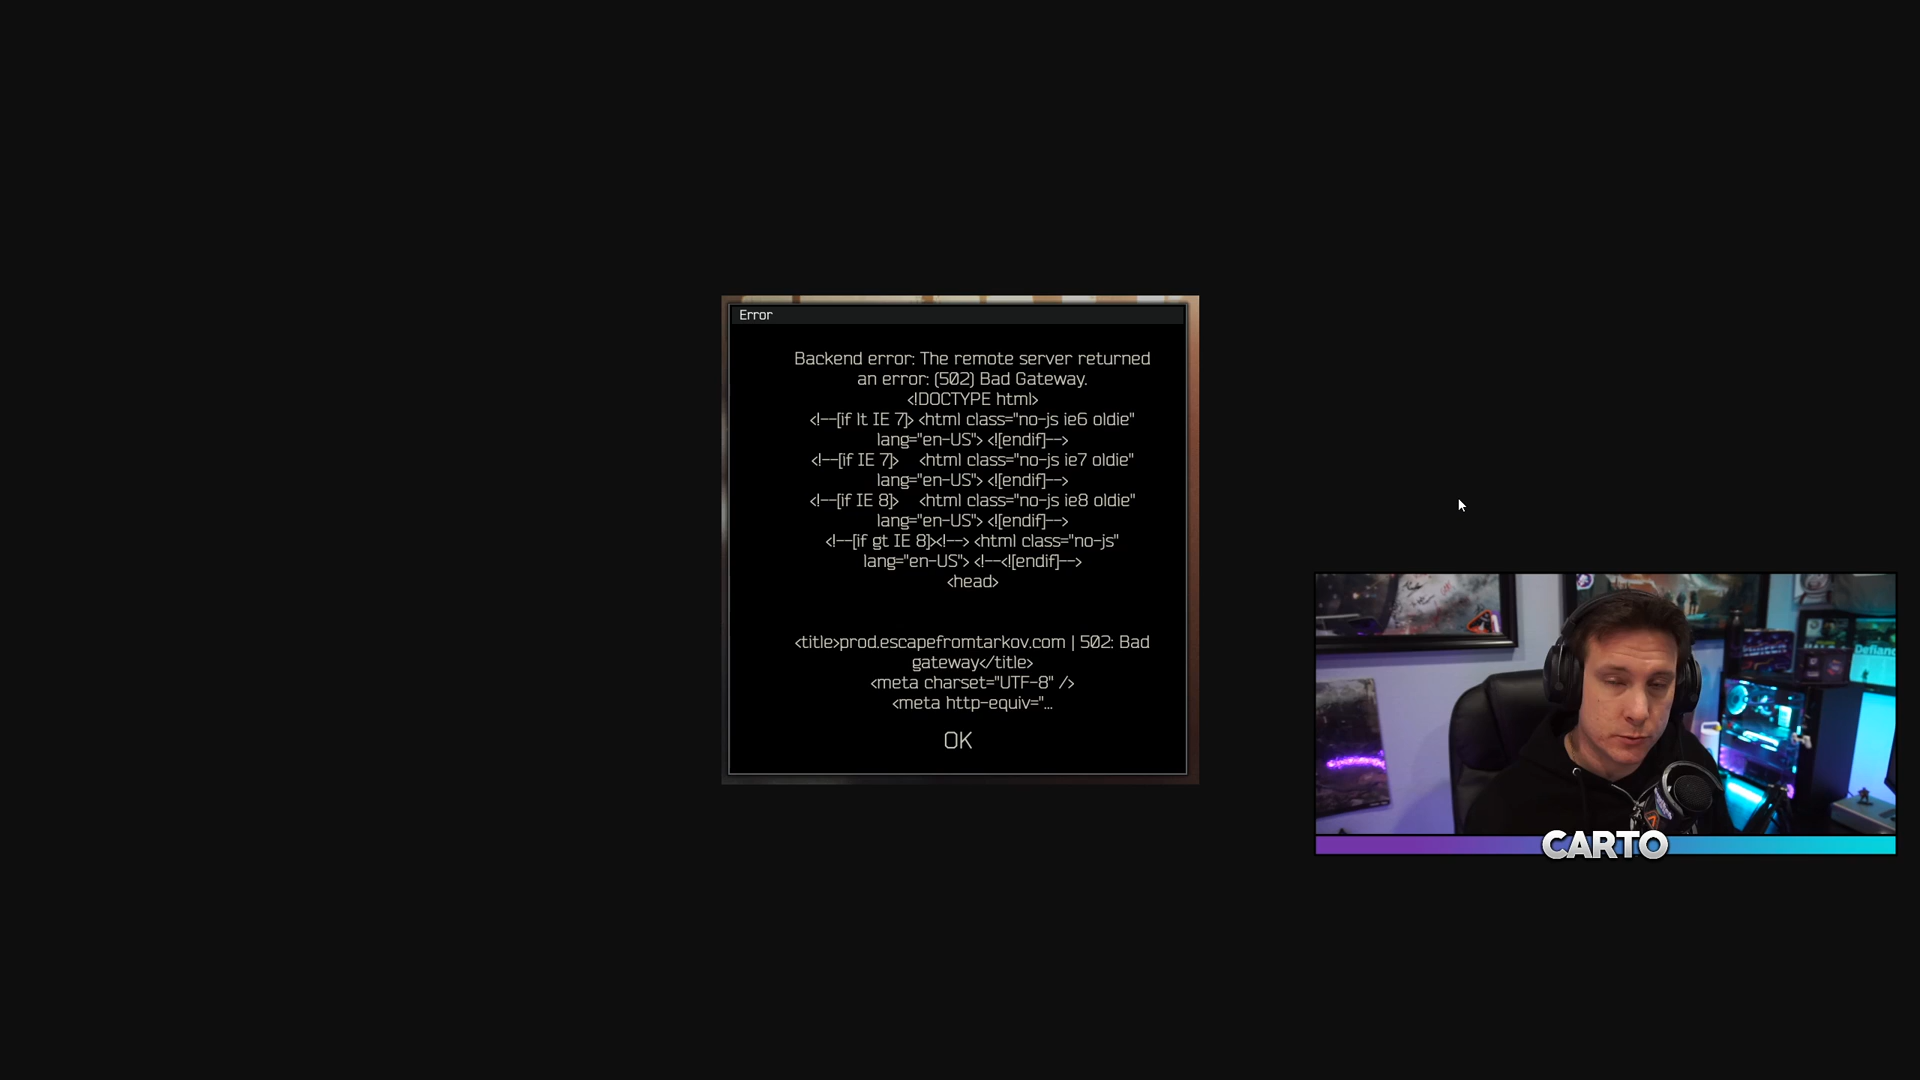 Error
Backend error: The remote server returned
an error: (502) Bad Gateway.
<!DOCTYPE html>
<!--[if lt IE 7]> <html class="no-js ie6 oldie"
lang="en-US"> <![endif]-->
<!--[if IE 7]>    <html class="no-js ie7 oldie"
lang="en-US"> <![endif]-->
<!--[if IE 8]>    <html class="no-js ie8 oldie"
lang="en-US"> <![endif]-->
<!--[if gt IE 8]><!--> <html class="no-js"
lang="en-US"> <!--<![endif]-->
<head>
<title>prod.escapefromtarkov.com | 502: Bad
gateway</title>
<meta charset="UTF-8" />
<meta http-equiv="...
OK
Defian
CARTO